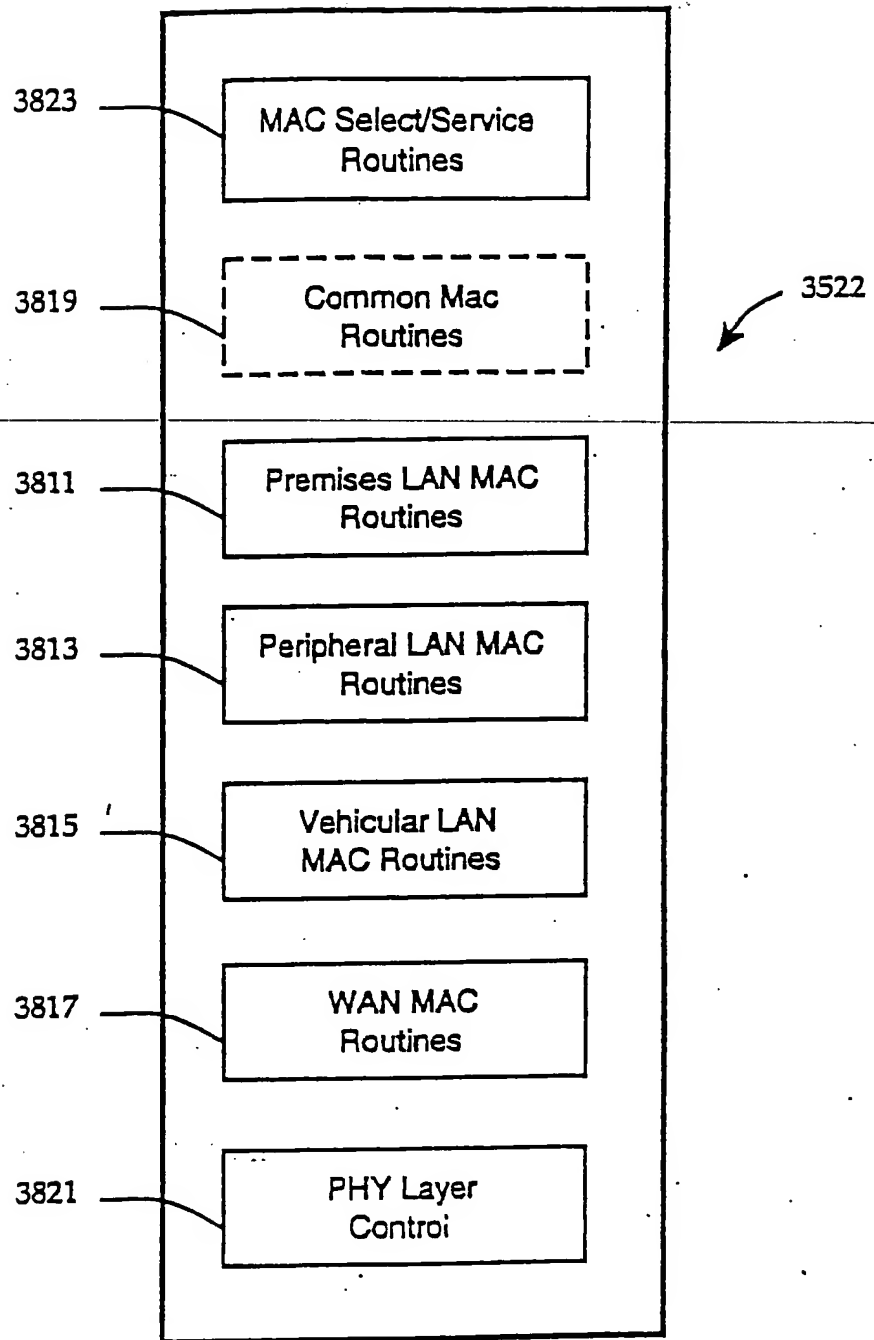 3823
MAC Select/Service
Routines
3819
Common Mac
Routines
3522
3811
Premises LAN MAC
Routines
3813
Peripheral LAN MAC
Routines
3815
Vehicular LAN
MAC Routines
3817
WAN MAC
Routines
3821
PHY Layer
Control